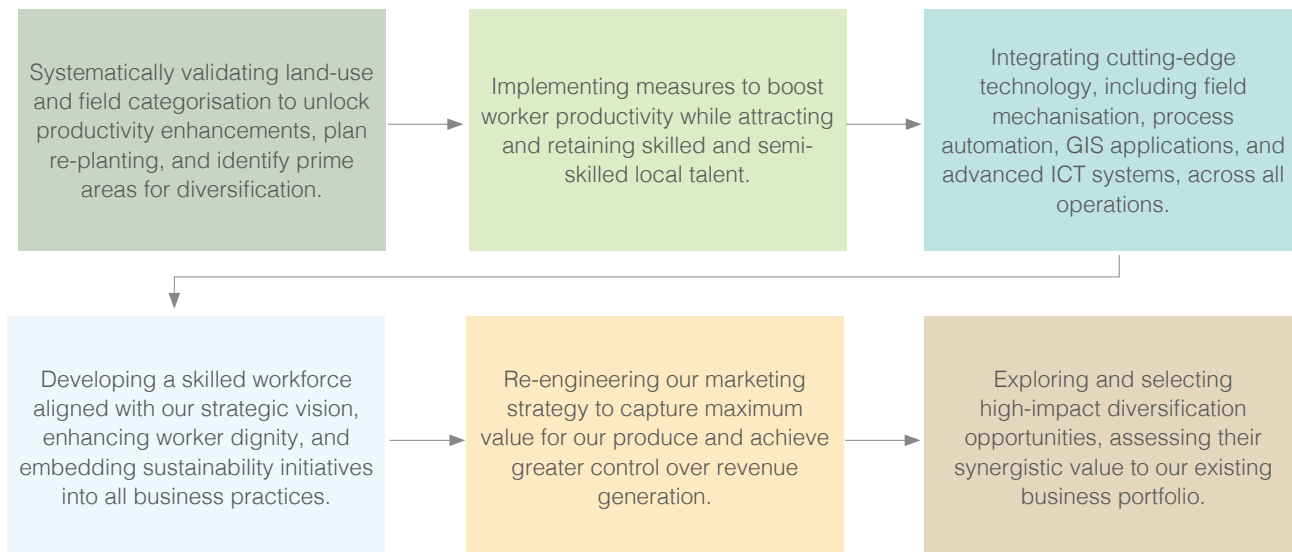 Systematically validating land-use
and field categorisation to unlock
productivity enhancements, plan
re-planting, and identify prime
areas for diversification.
Implementing measures to boost
worker productivity while attracting
and retaining skilled and semi-
skilled local talent.
Integrating cutting-edge
technology, including field
mechanisation, process
automation, GIS applications, and
advanced ICT systems, across all
operations.
Developing a skilled workforce
aligned with our strategic vision,
enhancing worker dignity, and
embedding sustainability initiatives
into all business practices.
Re-engineering our marketing
strategy to capture maximum
value for our produce and achieve
greater control over revenue
generation.
Exploring and selecting
high-impact diversification
opportunities, assessing their
synergistic value to our existing
business portfolio.